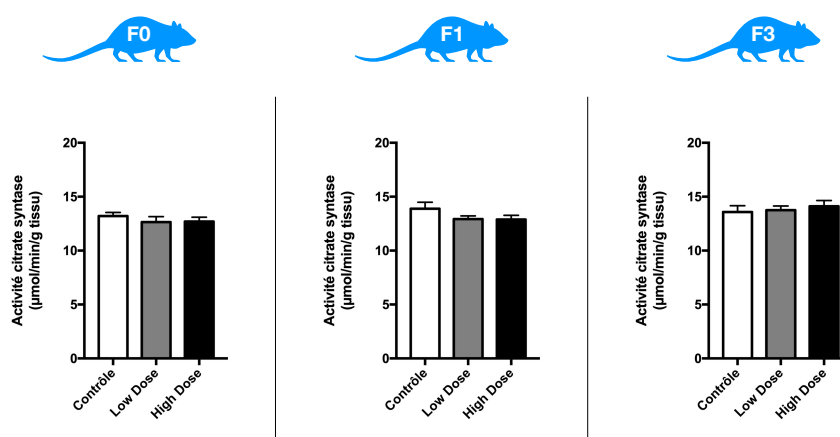 F0
F1
F3
Activité citrate syntase
(µmol/min/g tissu)
20
15
10
5
0
Contrôle
Low Dose
High Dose
Activité citrate syntase
(µmol/min/g tissu)
20
15
10
5
0
Contrôle
Low Dose
High Dose
Activité citrate syntase
(µmol/min/g tissu)
20
15
10
5
0
Contrôle
Low Dose
High Dose